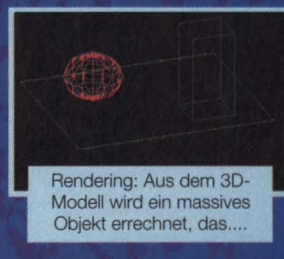 Rendering: Aus dem 3D-
Modell wird ein massives
Objekt errechnet, das....